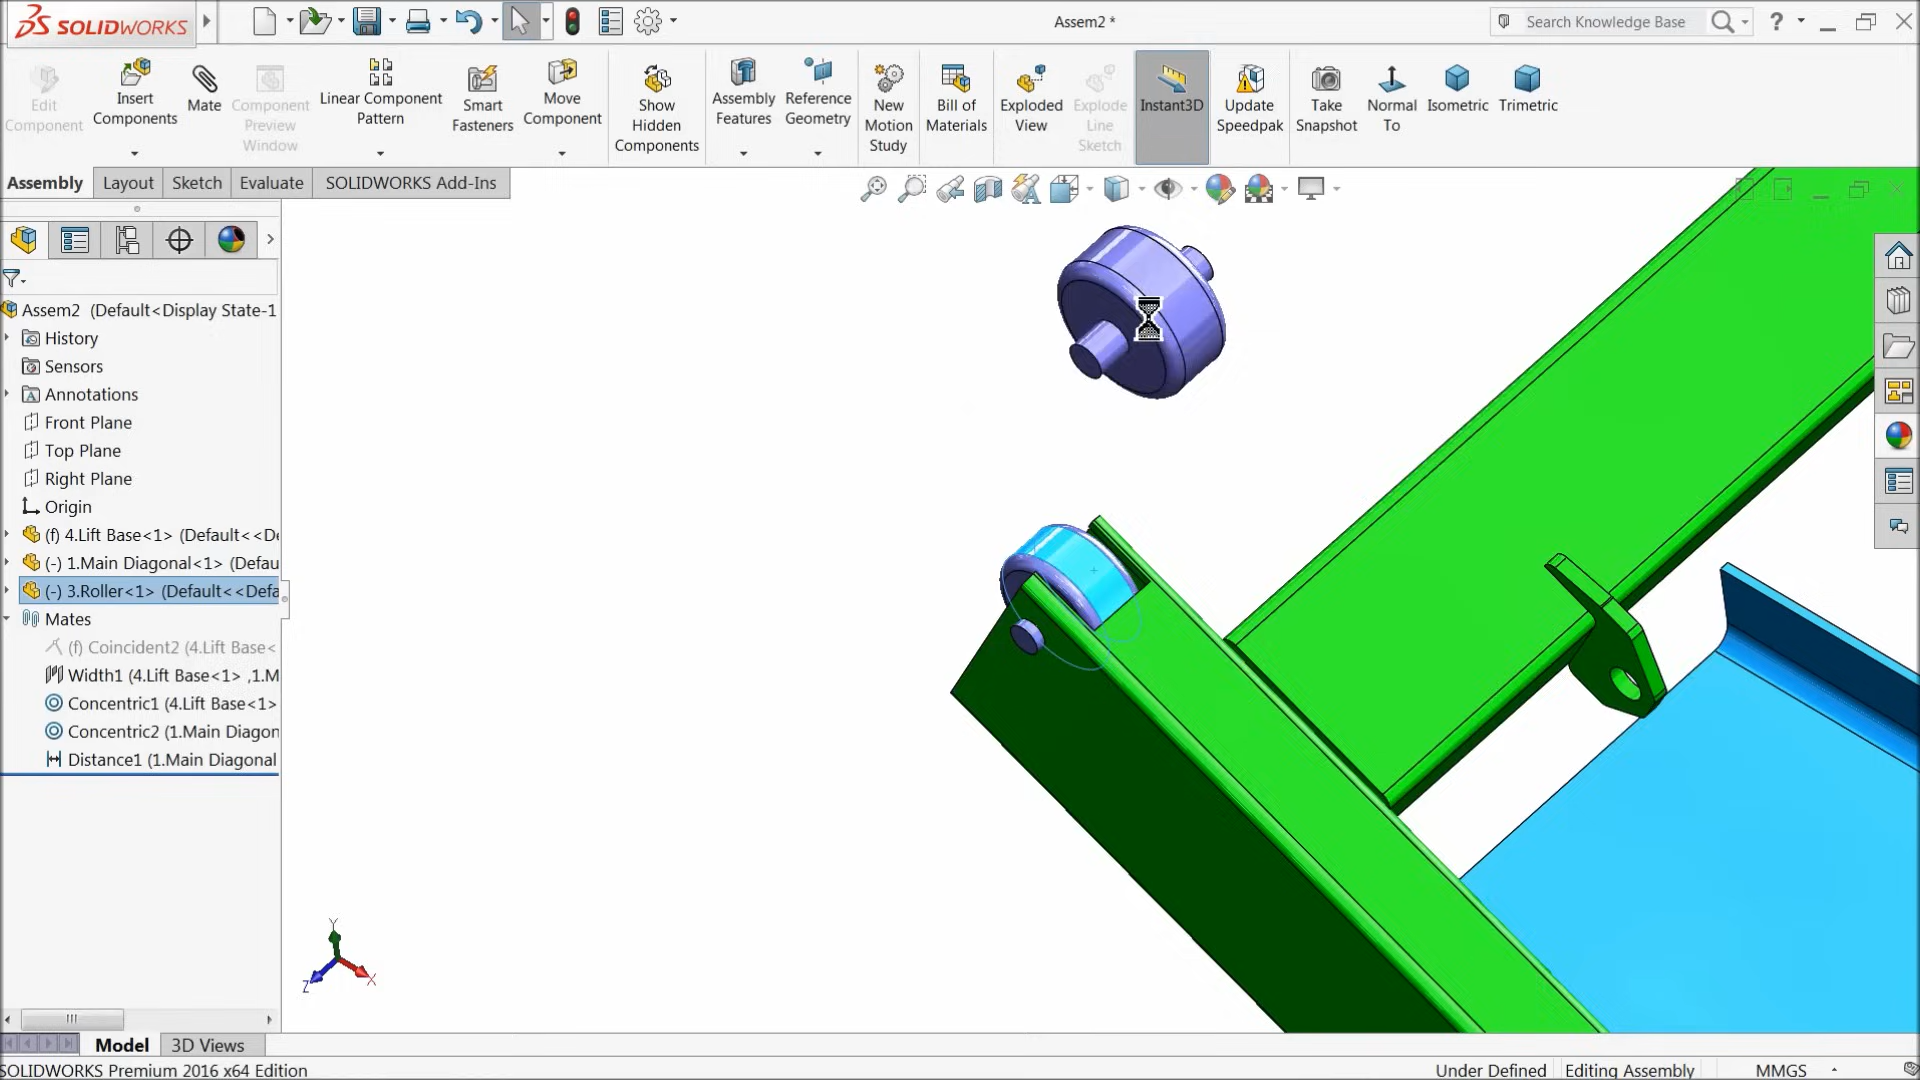 SOLIDWORKS
Assem2 *
Search Knowledge Base
?
Edit Component
Insert Components
Mate
Component Preview Window
Linear Component Pattern
Smart Fasteners
Move Component
Show Hidden Components
Assembly Features
Reference Geometry
New Motion Study
Bill of Materials
Exploded View
Explode Line Sketch
Instant3D
Update Speedpak
Take Snapshot
Normal To
Isometric
Trimetric
Assembly
Layout
Sketch
Evaluate
SOLIDWORKS Add-Ins
Assem2 (Default<Display State-1
History
Sensors
Annotations
Front Plane
Top Plane
Right Plane
Origin
(f) 4.Lift Base<1> (Default<<De
(-) 1.Main Diagonal<1> (Defau
(-) 3.Roller<1> (Default<<Defa
Mates
(f) Coincident2 (4.Lift Base<
Width1 (4.Lift Base<1> ,1.M
Concentric1 (4.Lift Base<1>
Concentric2 (1.Main Diagon
Distance1 (1.Main Diagonal
Y
Z
X
Model
3D Views
SOLIDWORKS Premium 2016 x64 Edition
Under Defined
Editing Assembly
MMGS